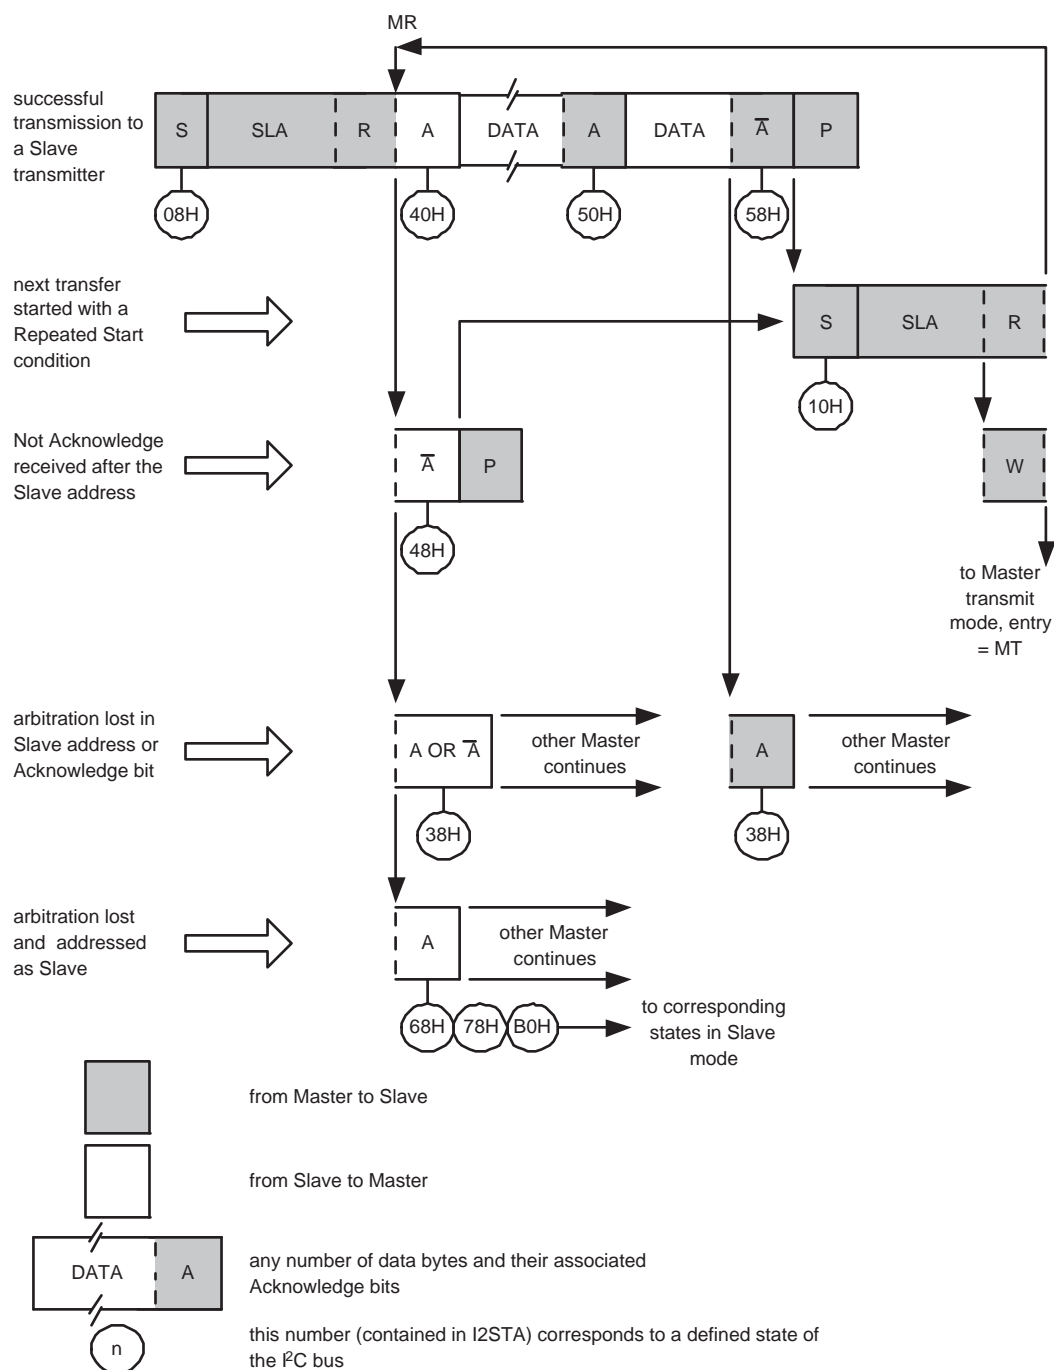 MR
successful
transmission to
a Slave
transmitter
S SLA R A DATA A DATA A̅ P
08H 40H 50H 58H
next transfer
started with a
Repeated Start
condition
S SLA R
10H
Not Acknowledge
received after the
Slave address
A̅ P
W
48H
to Master
transmit
mode, entry
= MT
arbitration lost in
Slave address or
Acknowledge bit
A OR A̅
other Master
continues
A
other Master
continues
38H 38H
arbitration lost
and addressed
as Slave
A
other Master
continues
68H 78H B0H
to corresponding
states in Slave
mode
from Master to Slave
from Slave to Master
DATA A
any number of data bytes and their associated
Acknowledge bits
n
this number (contained in I2STA) corresponds to a defined state of
the I²C bus